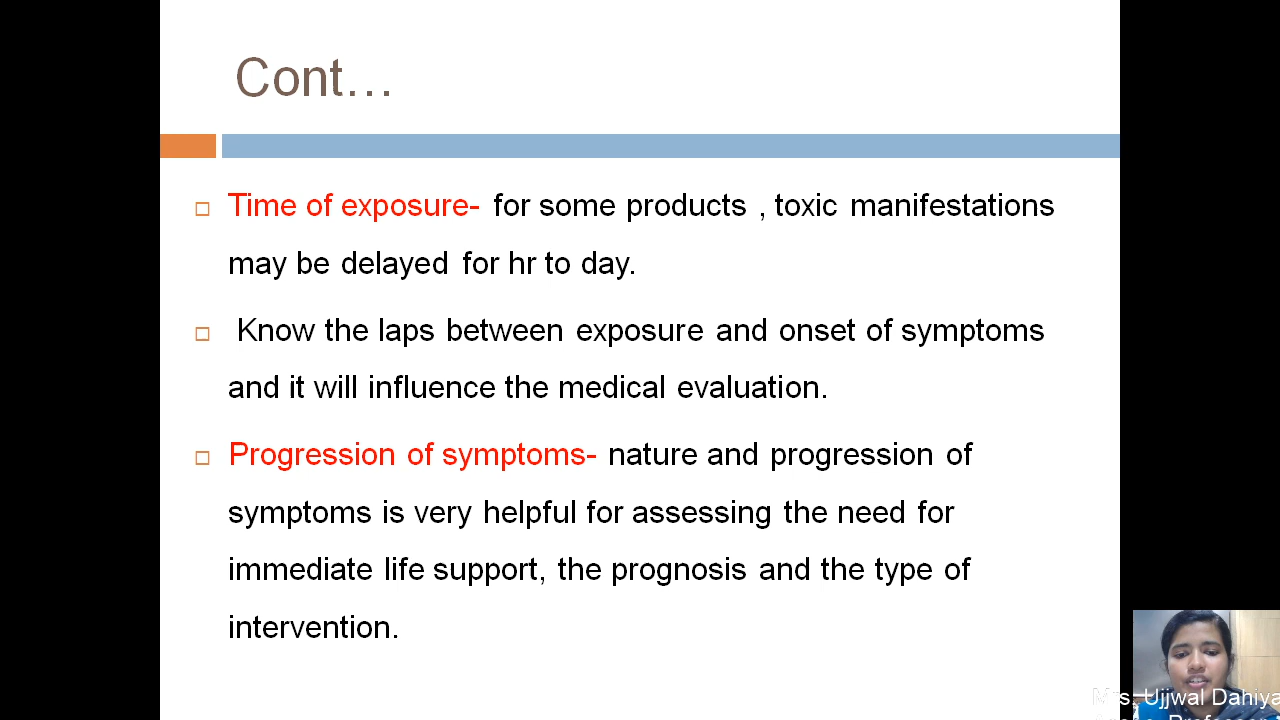 Cont...
Time of exposure- for some products , toxic manifestations
may be delayed for hr to day.
Know the laps between exposure and onset of symptoms
and it will influence the medical evaluation.
Progression of symptoms- nature and progression of
symptoms is very helpful for assessing the need for
immediate life support, the prognosis and the type of
intervention.
Mrs. Ujjwal Dahiya